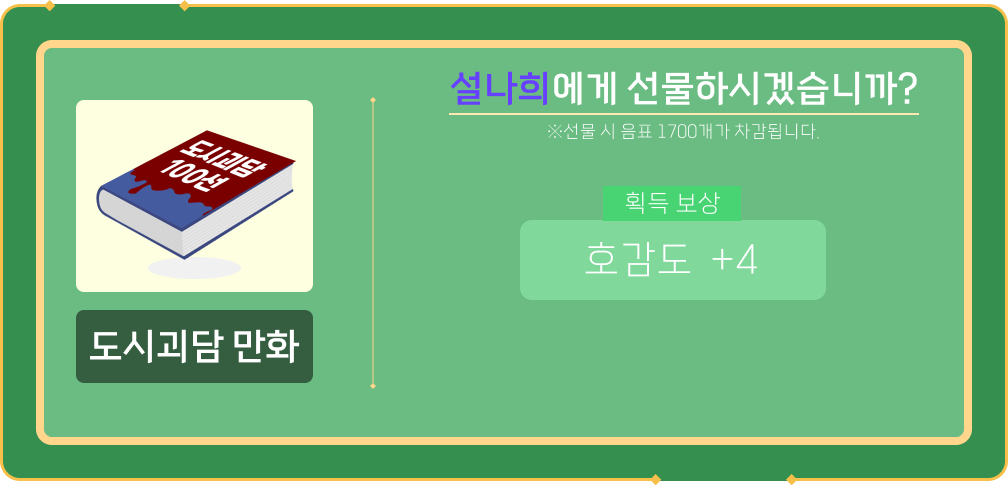 설나희에게 선물하시겠습니까?
※선물 시 음표 1700개가 차감됩니다.
도시괴담
100선
획득 보상
호감도 +4
도시괴담 만화